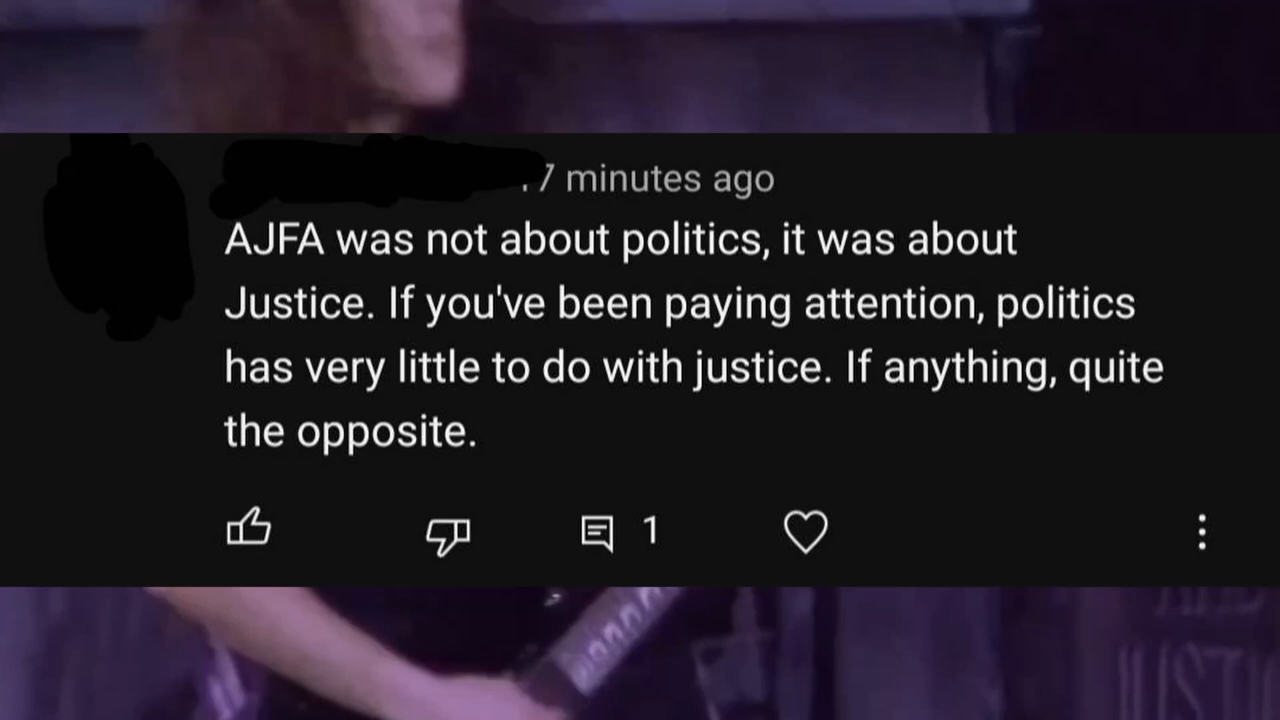 7 minutes ago
AJFA was not about politics, it was about
Justice. If you've been paying attention, politics
has very little to do with justice. If anything, quite
the opposite.
1